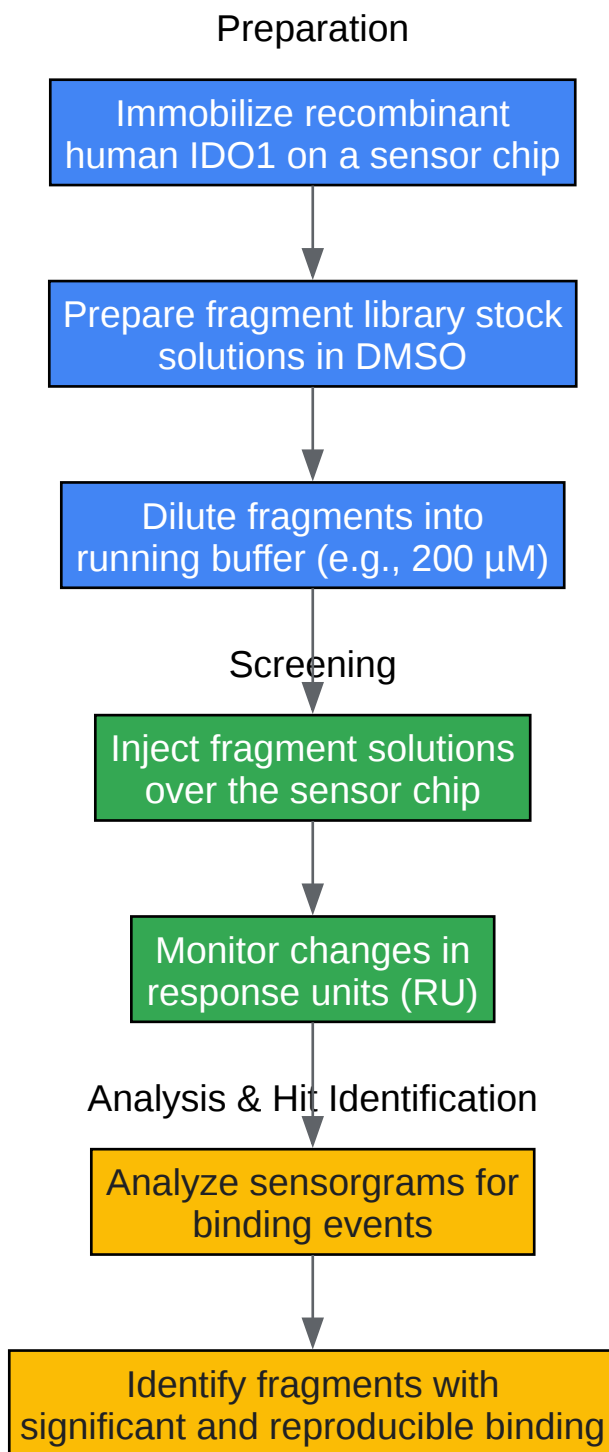 Preparation
Immobilize recombinant
human IDO1 on a sensor chip
Prepare fragment library stock
solutions in DMSO
Dilute fragments into
running buffer (e.g., 200 µM)
Screening
Inject fragment solutions
over the sensor chip
Monitor changes in
response units (RU)
Analysis & Hit Identification
Analyze sensorgrams for
binding events
Identify fragments with
significant and reproducible binding